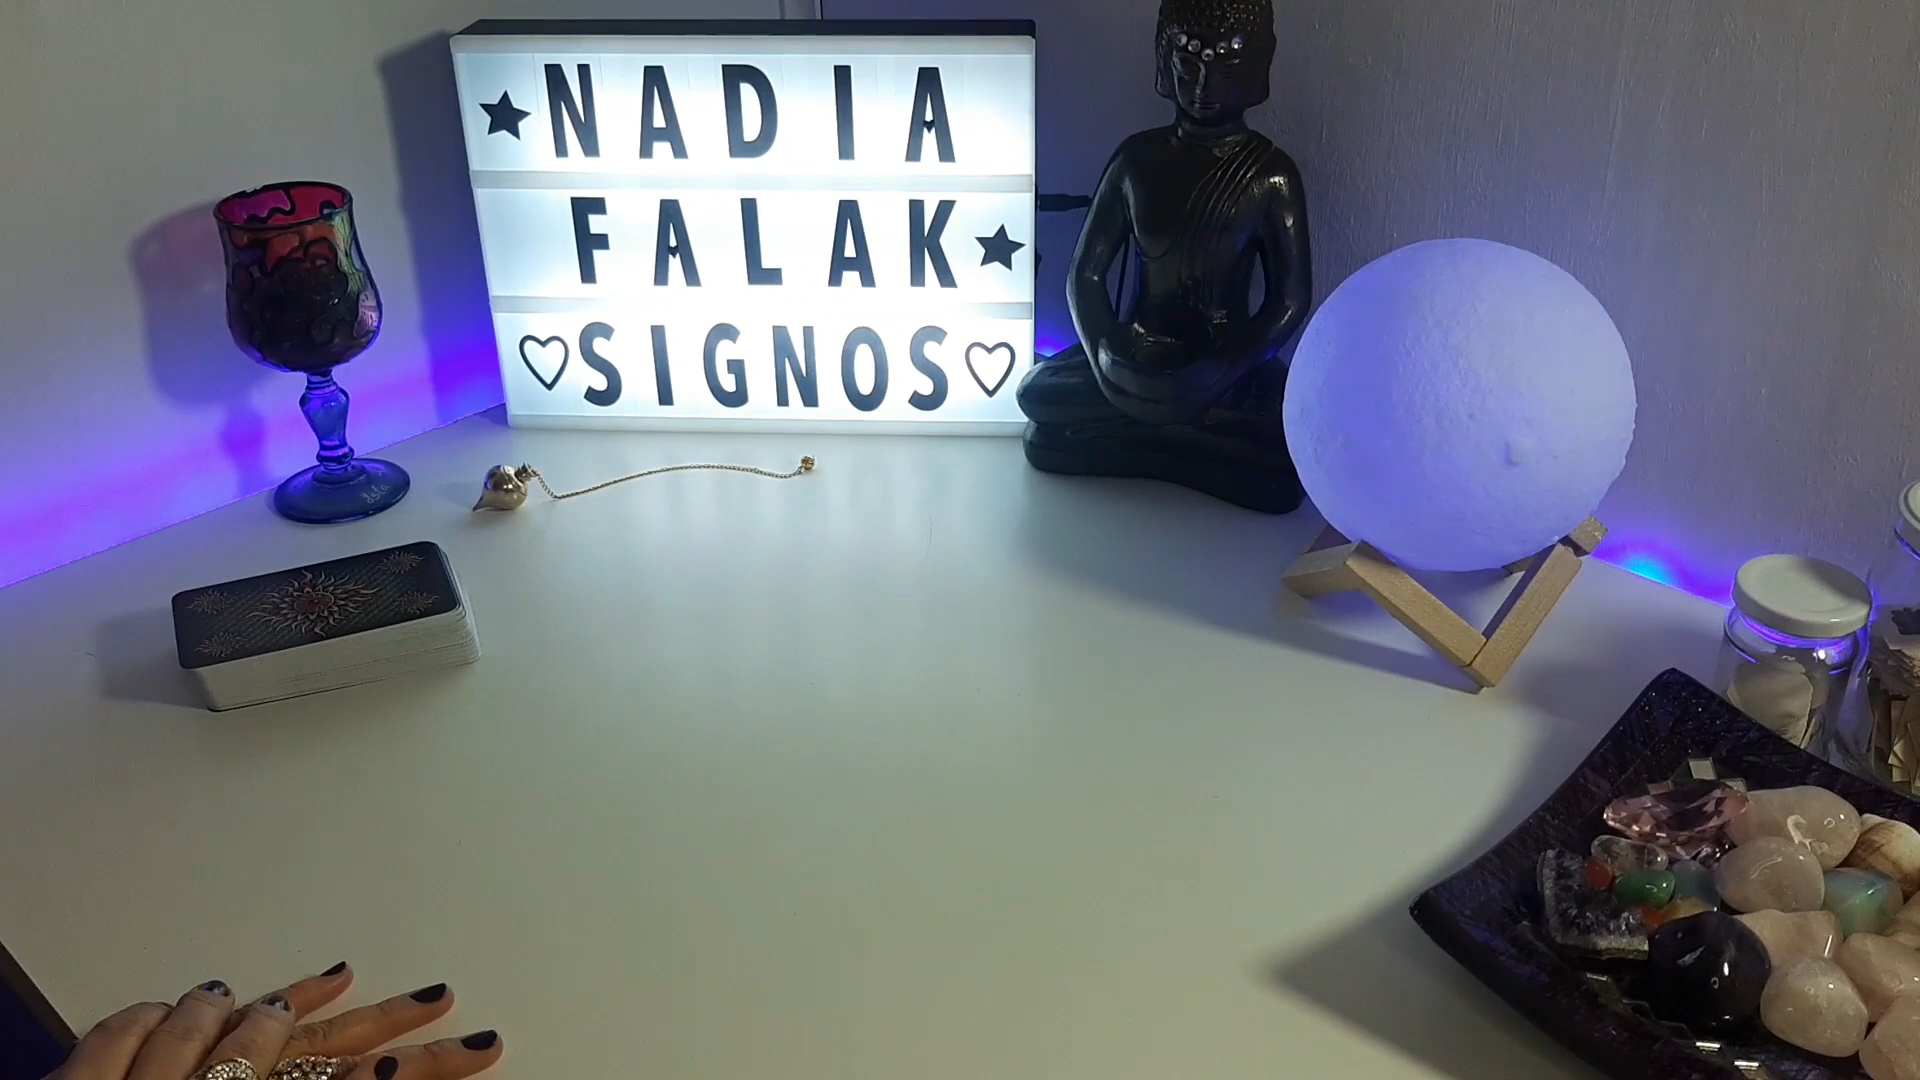 ★ NADIA
FALAK ★
♡ SIGNOS ♡